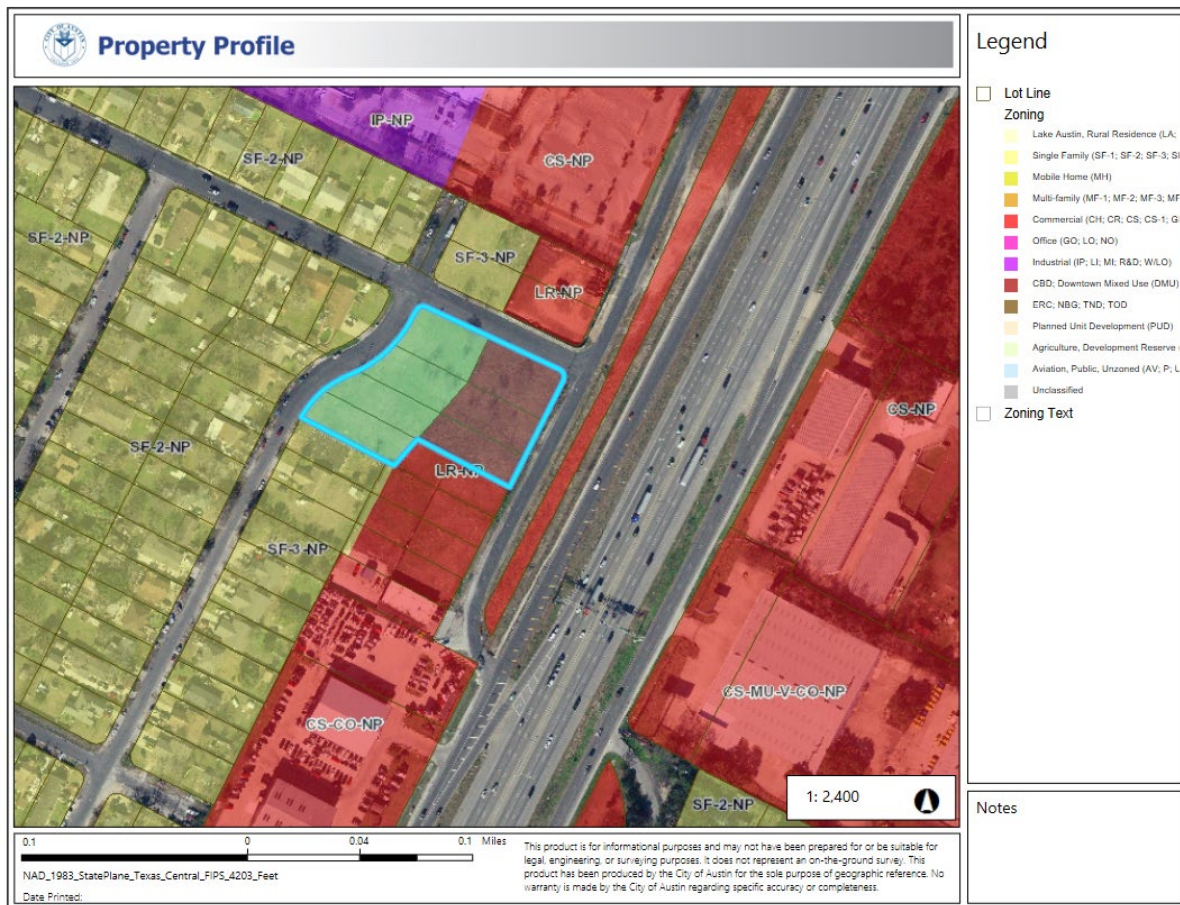 Property Profile
IP-NP
SF-2-NP
CS-NP
SF-2-NP
SF-3-NP
LR-NP
CS-NP
SF-2-NP
LR-NP
SF-3-NP
CS-MU-V-CO-NP
CS-CO-NP
SF-2-NP
1: 2,400
Legend
Lot Line
Zoning
Lake Austin, Rural Residence (LA;
Single Family (SF-1; SF-2; SF-3; SF
Mobile Home (MH)
Multi-family (MF-1; MF-2; MF-3; MF
Commercial (CH; CR; CS; CS-1; G
Office (GO; LO; NO)
Industrial (IP; LI; MI; R&D; W/LO)
CBD; Downtown Mixed Use (DMU)
ERC; NBG; TND; TOD
Planned Unit Development (PUD)
Agriculture, Development Reserve (
Aviation, Public, Unzoned (AV; P; U
Unclassified
Zoning Text
0.1 0 0.04 0.1 Miles
NAD_1983_StatePlane_Texas_Central_FIPS_4203_Feet
Date Printed:
This product is for informational purposes and may not have been prepared for or be suitable for
legal, engineering, or surveying purposes. It does not represent an on-the-ground survey. This
product has been produced by the City of Austin for the sole purpose of geographic reference. No
warranty is made by the City of Austin regarding specific accuracy or completeness.
Notes